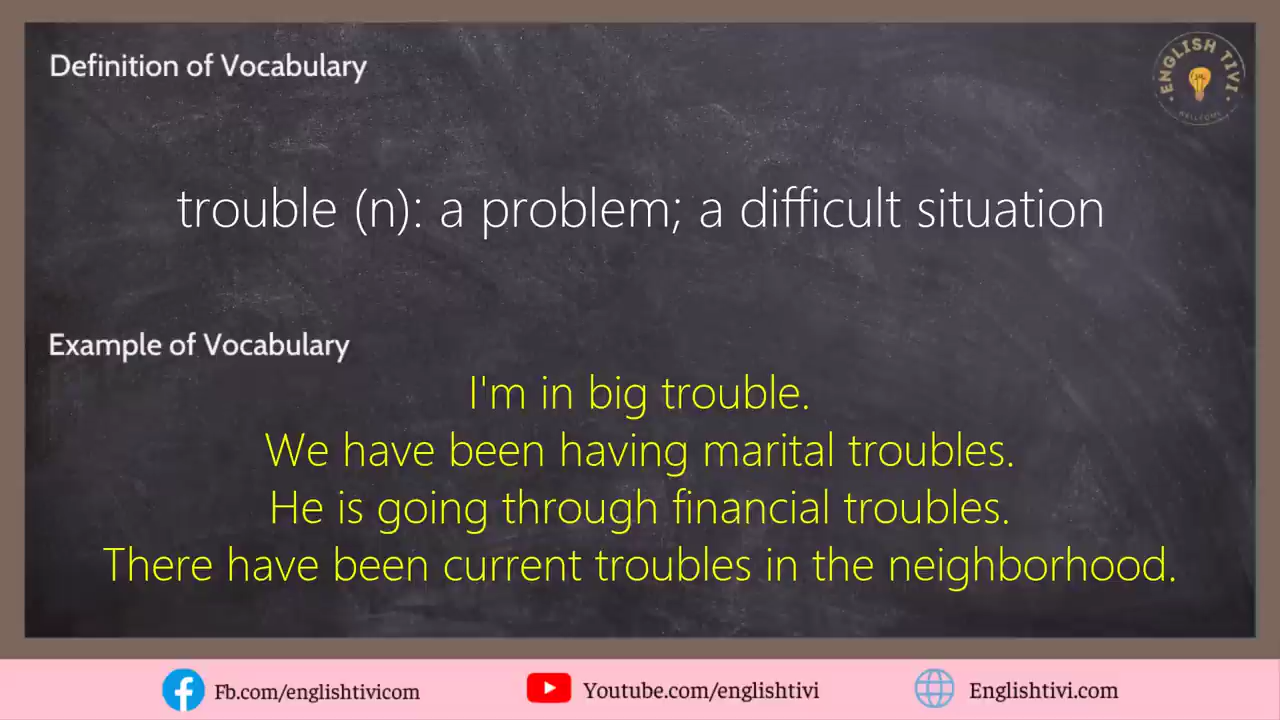 Definition of Vocabulary
ENGLISH TIVI
WELLCOME
trouble (n): a problem; a difficult situation
Example of Vocabulary
I'm in big trouble.
We have been having marital troubles.
He is going through financial troubles.
There have been current troubles in the neighborhood.
Fb.com/englishtivicom
Youtube.com/englishtivi
Englishtivi.com